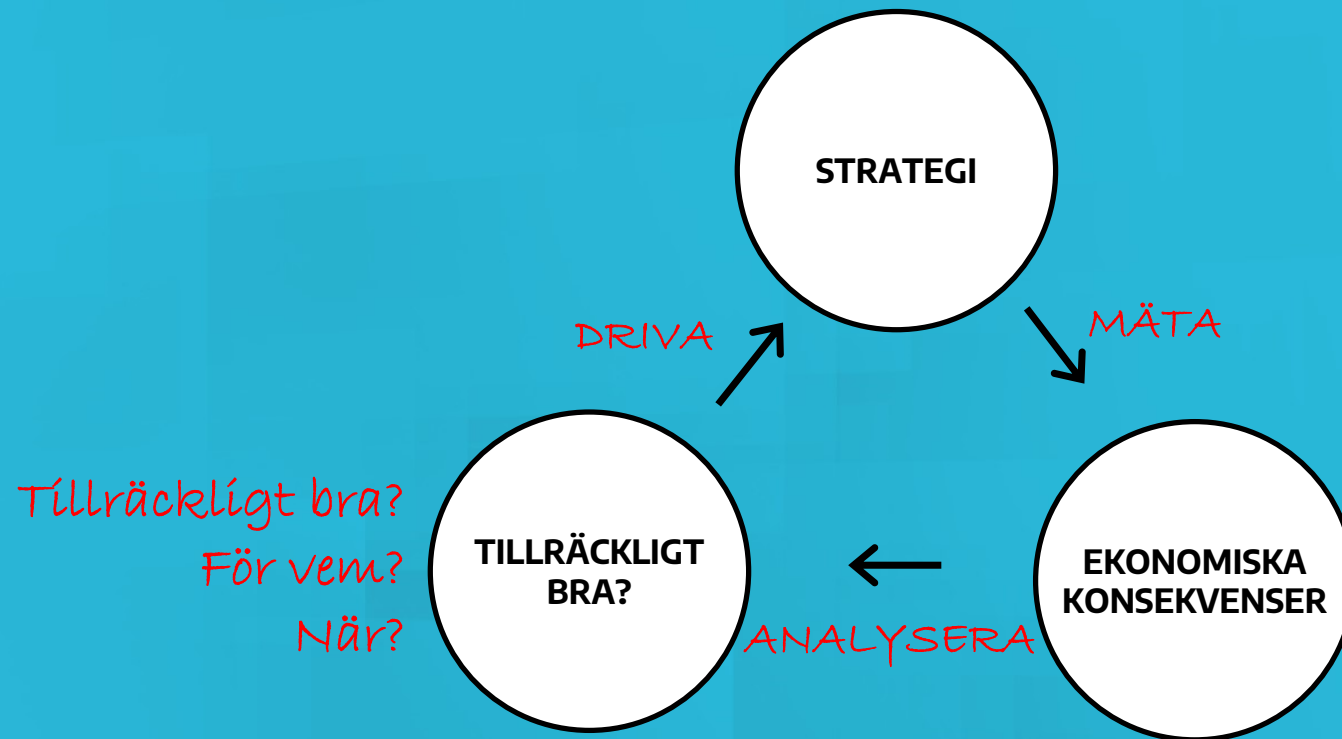 STRATEGI
DRIVA
MÄTA
Tillräckligt bra?
För vem?
När?
TILLRÄCKLIGT
BRA?
ANALYSERA
EKONOMISKA
KONSEKVENSER